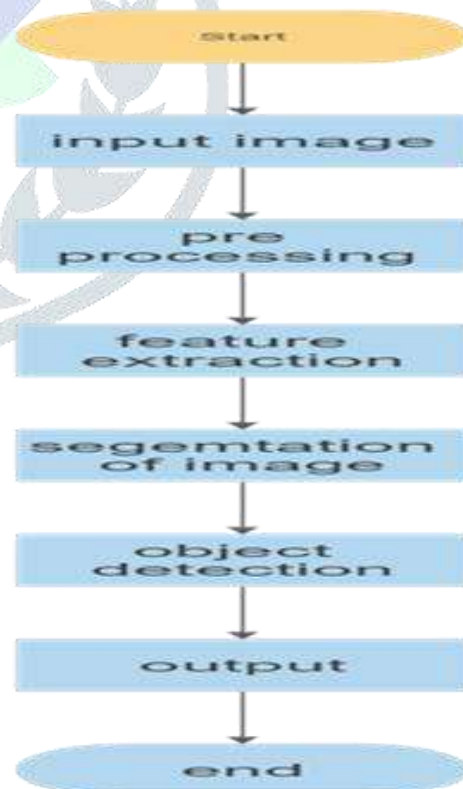 Start
input image
pre
processing
feature
extraction
segemtation
of image
object
detection
output
end